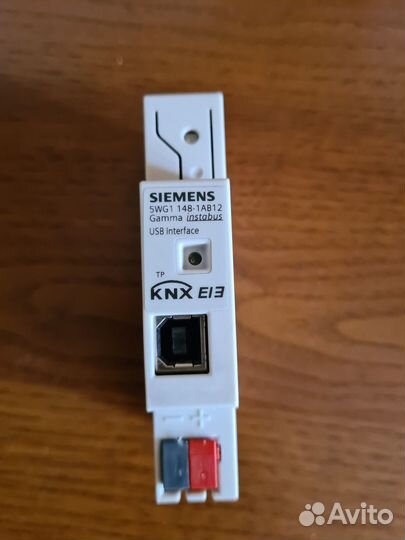 SIEMENS
5WG1 148-1AB12
Gamma instabus
USB Interface
TP
KNX EIB
− +
Avito